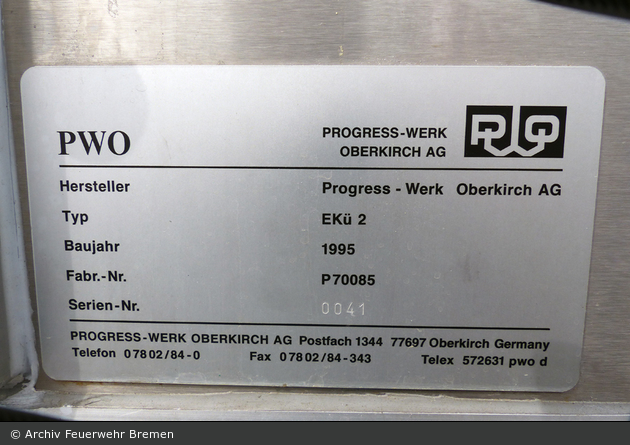 PWO
PROGRESS-WERK
OBERKIRCH AG
PWO
Hersteller Progress - Werk Oberkirch AG
Typ EKü 2
Baujahr 1995
Fabr.-Nr. P70085
Serien-Nr. 0041
PROGRESS-WERK OBERKIRCH AG Postfach 1344 77697 Oberkirch Germany
Telefon 07802/84-0 Fax 07802/84-343 Telex 572631 pwo d
© Archiv Feuerwehr Bremen